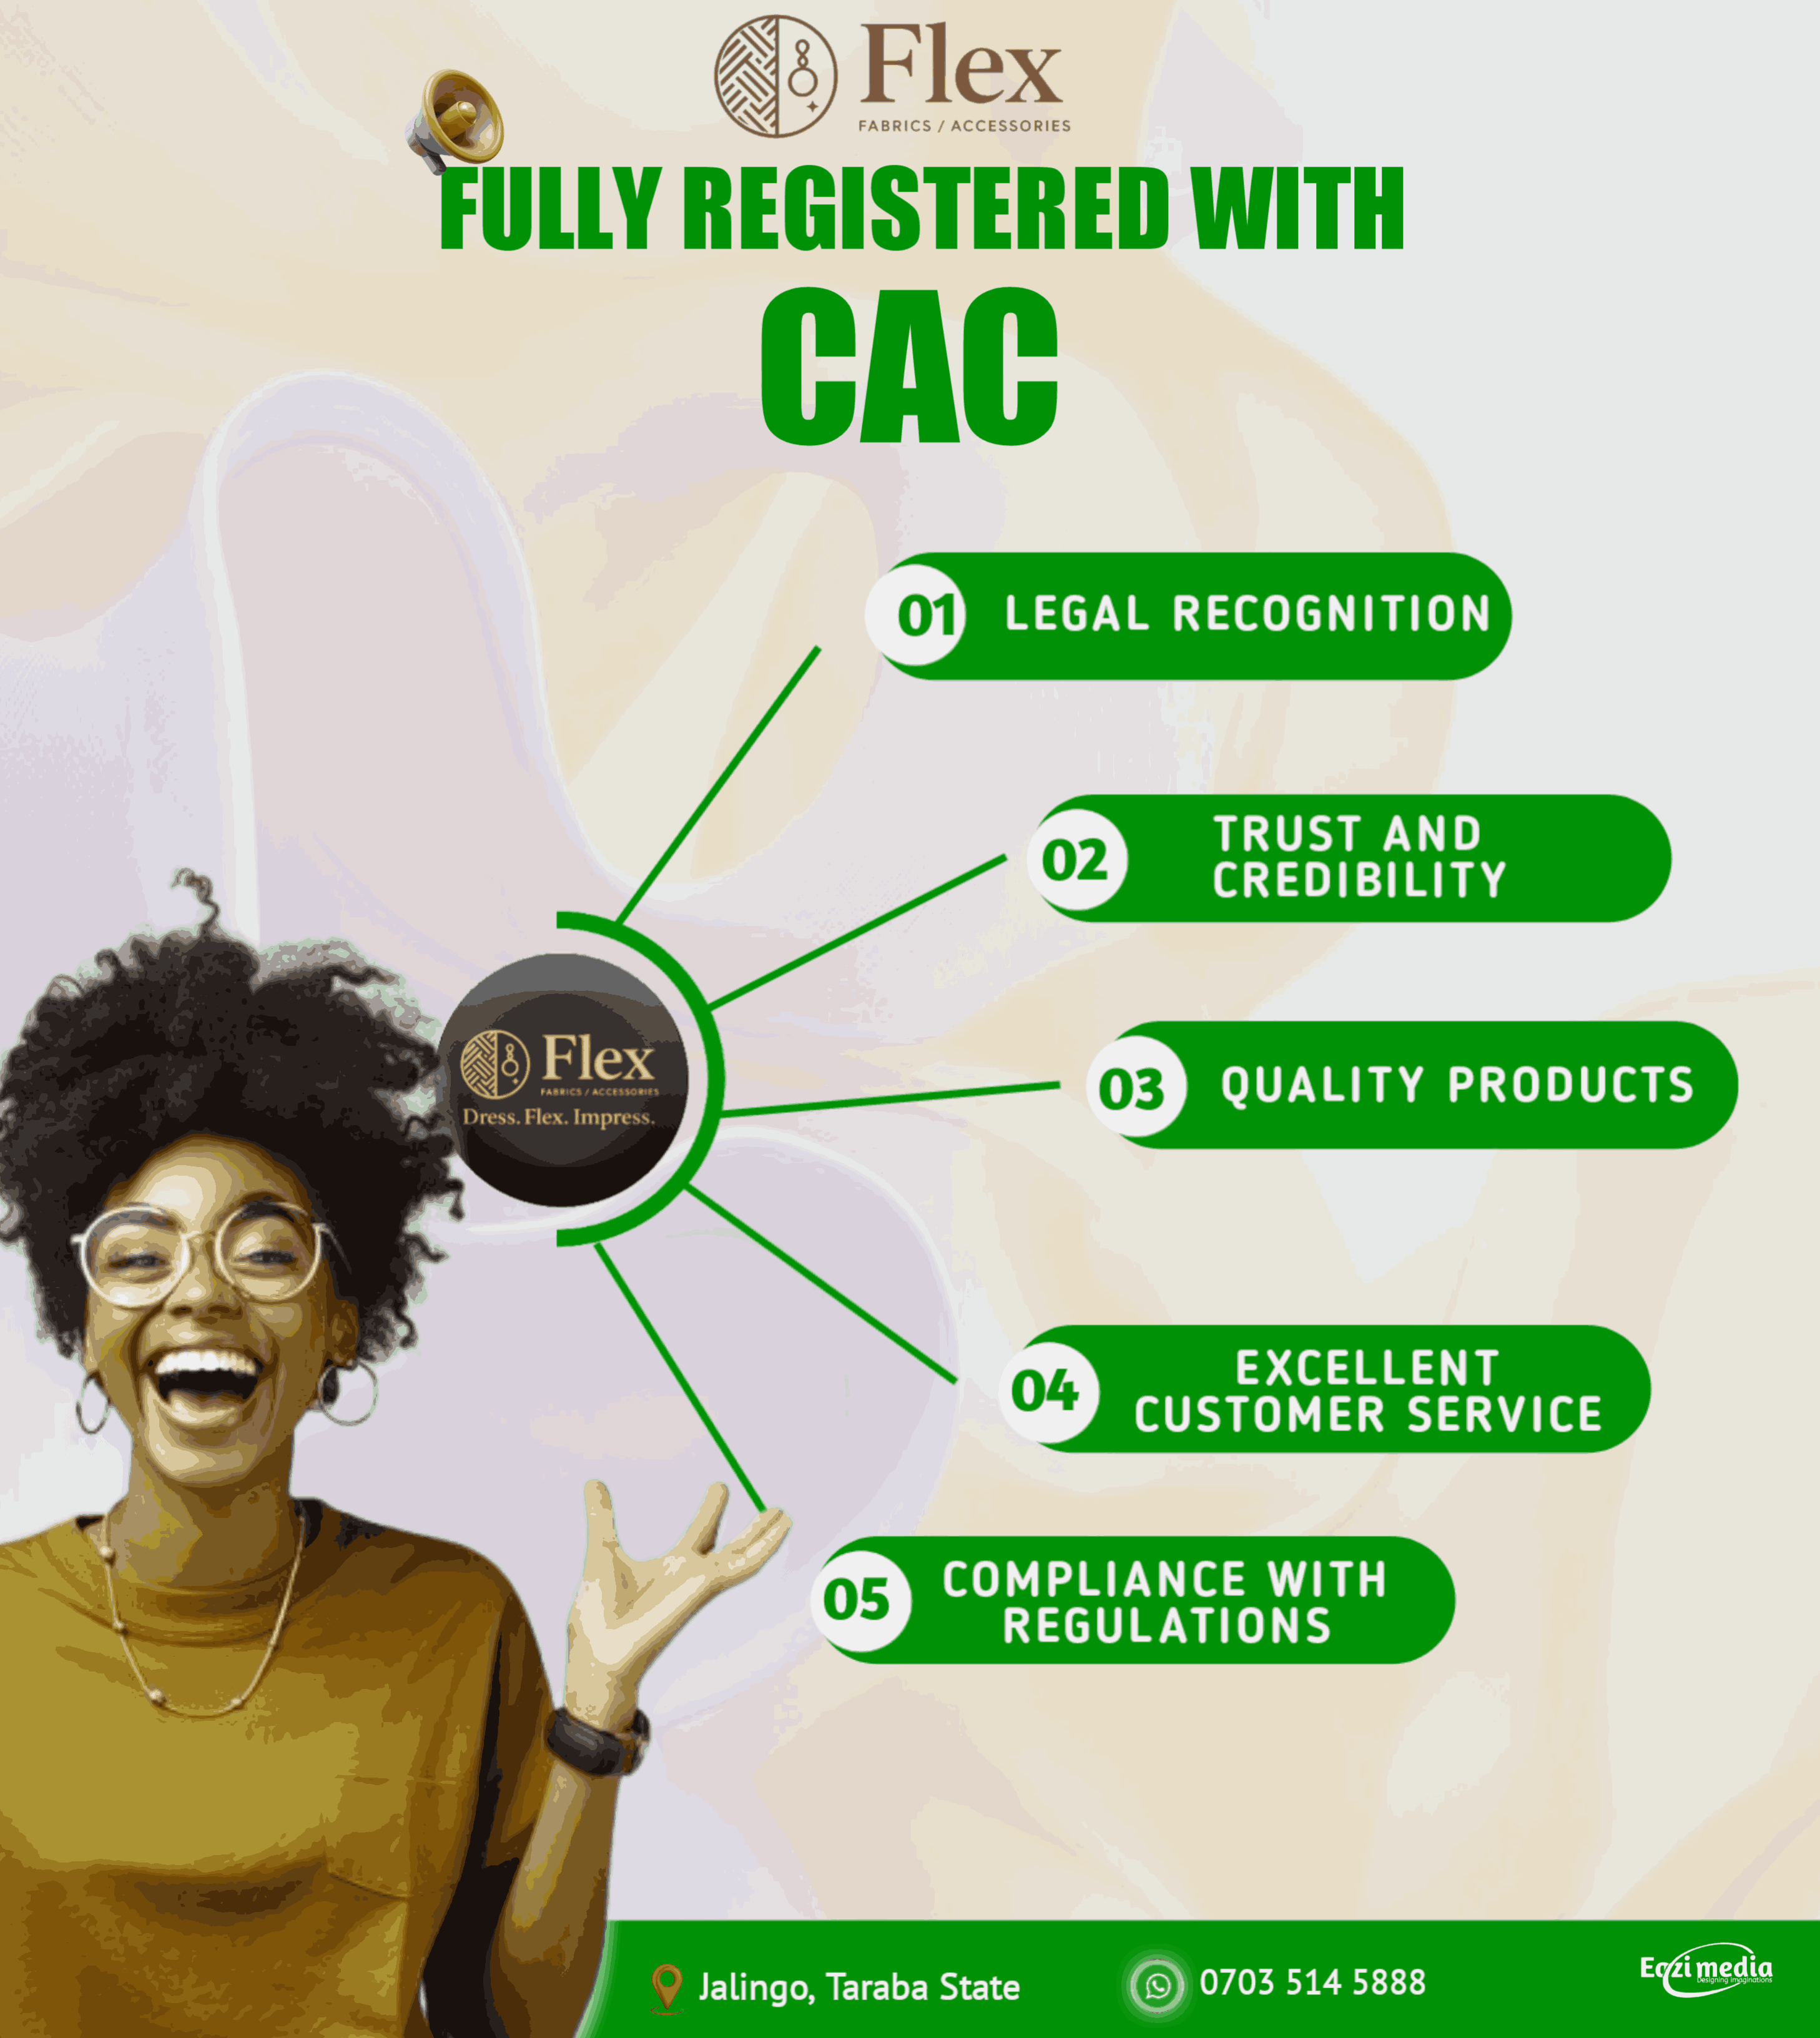 Flex
FABRICS / ACCESSORIES
FULLY REGISTERED WITH
CAC
01 LEGAL RECOGNITION
02 TRUST AND
CREDIBILITY
Flex
FABRICS / ACCESSORIES
Dress. Flex. Impress.
03 QUALITY PRODUCTS
04 EXCELLENT
CUSTOMER SERVICE
05 COMPLIANCE WITH
REGULATIONS
Jalingo, Taraba State
0703 514 5888
Eazi media
Designing Imaginations